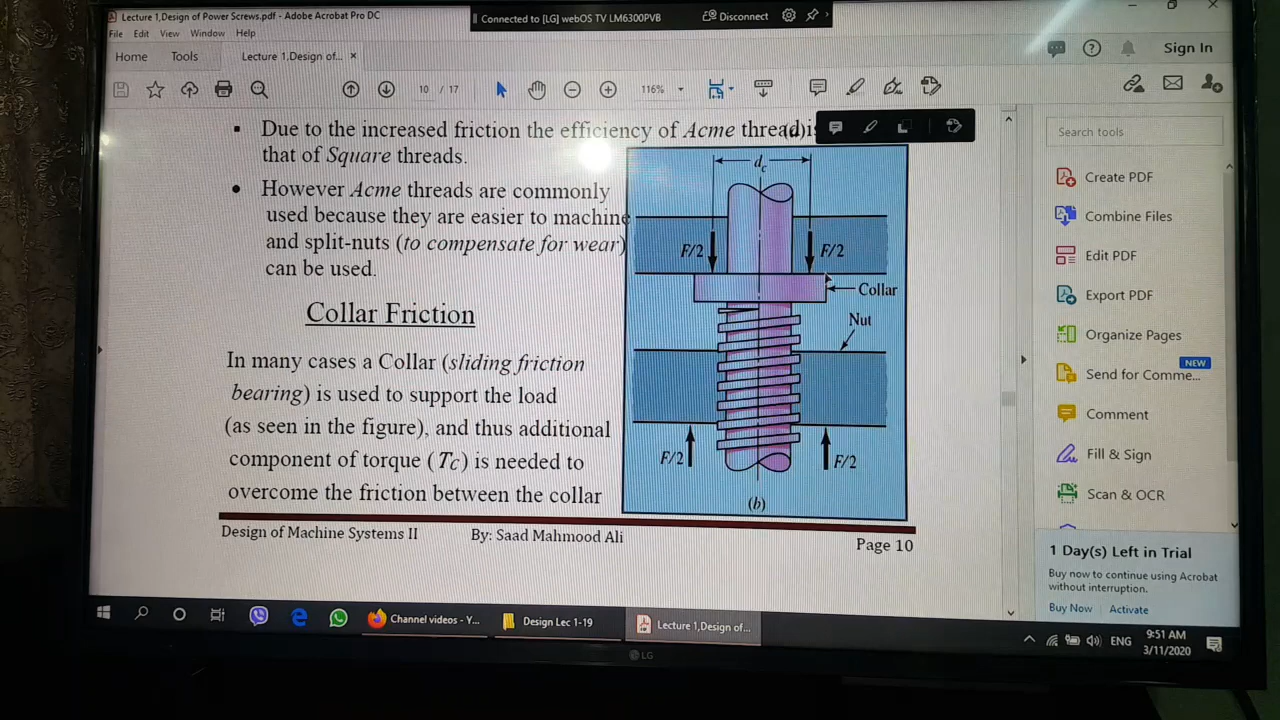 Lecture 1,Design of Power Screws.pdf - Adobe Acrobat Pro DC
Connected to [LG] webOS TV LM6300PVB
Disconnect
File Edit View Window Help
Home Tools Lecture 1,Design of... ×
Sign In
10 / 17
116%
Due to the increased friction the efficiency of Acme thread is
that of Square threads.
However Acme threads are commonly
used because they are easier to machine
and split-nuts (to compensate for wear)
can be used.
Collar Friction
In many cases a Collar (sliding friction
bearing) is used to support the load
(as seen in the figure), and thus additional
component of torque (TC) is needed to
overcome the friction between the collar
dc
F/2 F/2
Collar
Nut
F/2 F/2
(b)
Design of Machine Systems II By: Saad Mahmood Ali
Page 10
Search tools
Create PDF
Combine Files
Edit PDF
Export PDF
Organize Pages
NEW
Send for Comme...
Comment
Fill & Sign
Scan & OCR
1 Day(s) Left in Trial
Buy now to continue using Acrobat
without interruption.
Buy Now Activate
Channel videos - Y...
Design Lec 1-19
Lecture 1,Design of...
ENG
9:51 AM
3/11/2020
LG